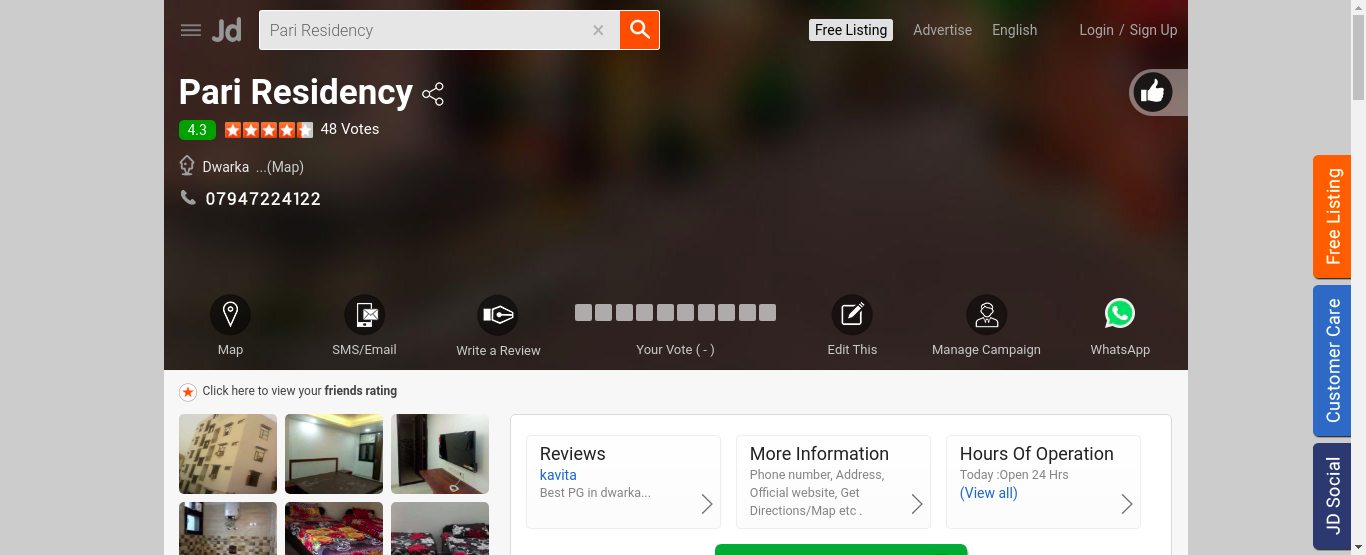 Jd
Pari Residency
Free Listing
Advertise
English
Login / Sign Up
Pari Residency
4.3
48 Votes
Dwarka ...(Map)
07947224122
Map
SMS/Email
Write a Review
Your Vote ( - )
Edit This
Manage Campaign
WhatsApp
Free Listing
Customer Care
JD Social
Click here to view your friends rating
Reviews
kavita
Best PG in dwarka...
More Information
Phone number, Address,
Official website, Get
Directions/Map etc .
Hours Of Operation
Today :Open 24 Hrs
(View all)